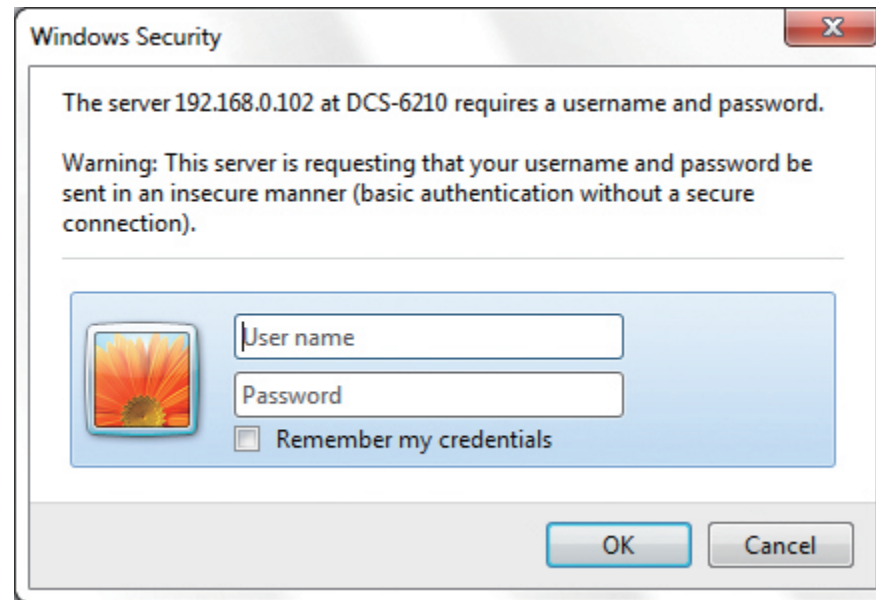 Windows Security
The server 192.168.0.102 at DCS-6210 requires a username and password.
Warning: This server is requesting that your username and password be
sent in an insecure manner (basic authentication without a secure
connection).
User name
Password
Remember my credentials
OK
Cancel